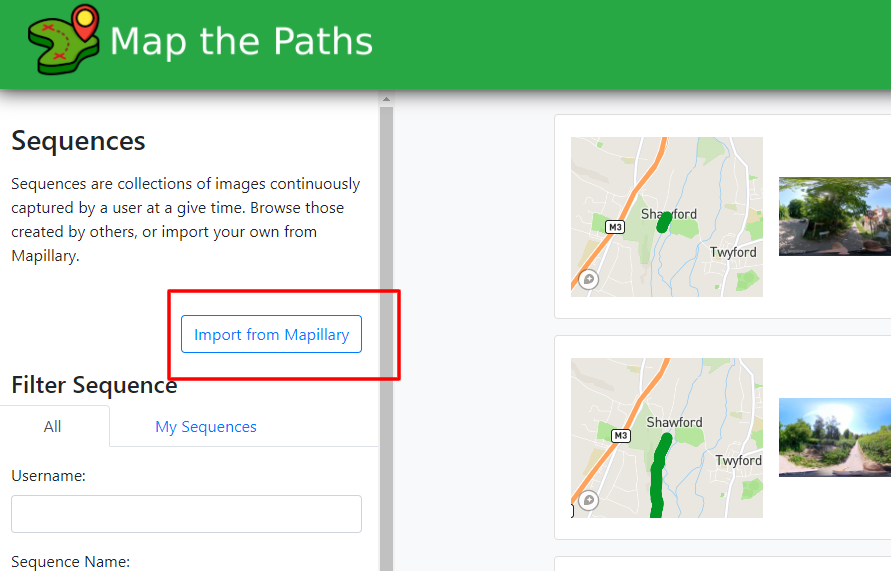 Map the Paths
Sequences
Sequences are collections of images continuously
captured by a user at a give time. Browse those
created by others, or import your own from
Mapillary.
Import from Mapillary
Filter Sequence
All
My Sequences
Username:
Sequence Name:
Shawford
M3
Twyford
Shawford
M3
Twyford